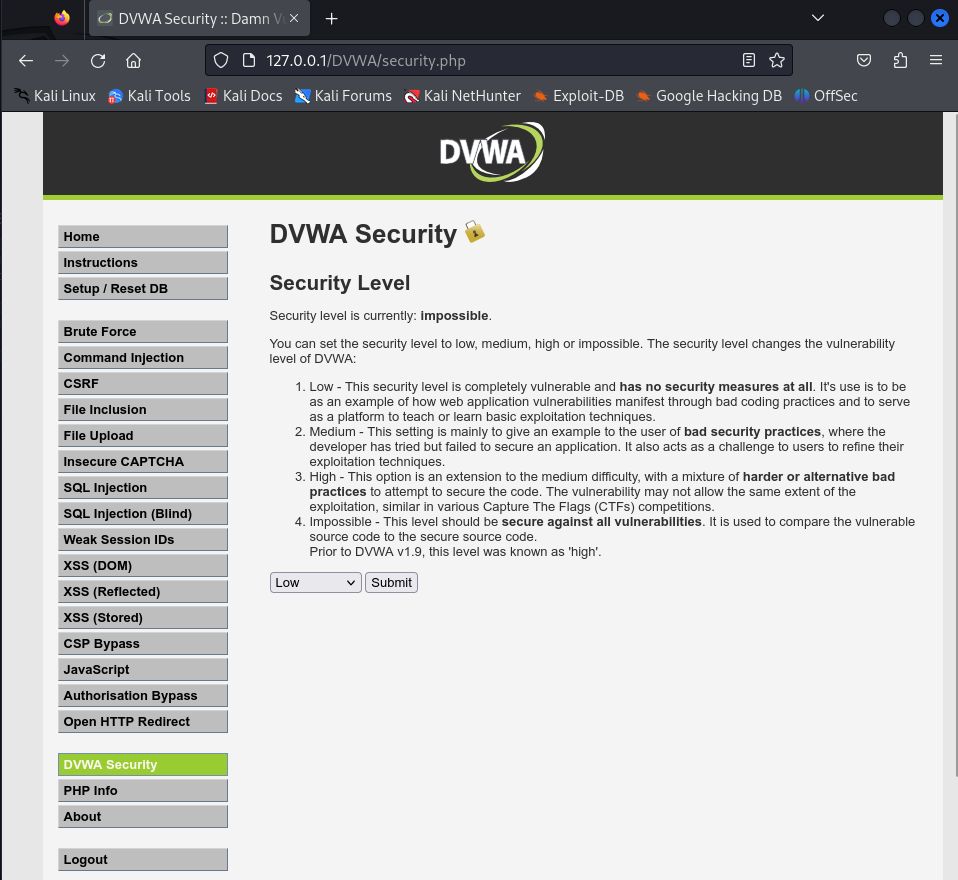 DVWA Security :: Damn V
127.0.0.1/DVWA/security.php
Kali Linux Kali Tools Kali Docs Kali Forums Kali NetHunter Exploit-DB Google Hacking DB OffSec
DVWA
Home
Instructions
Setup / Reset DB
Brute Force
Command Injection
CSRF
File Inclusion
File Upload
Insecure CAPTCHA
SQL Injection
SQL Injection (Blind)
Weak Session IDs
XSS (DOM)
XSS (Reflected)
XSS (Stored)
CSP Bypass
JavaScript
Authorisation Bypass
Open HTTP Redirect
DVWA Security
PHP Info
About
Logout
DVWA Security
Security Level
Security level is currently: impossible.
You can set the security level to low, medium, high or impossible. The security level changes the vulnerability
level of DVWA:
1. Low - This security level is completely vulnerable and has no security measures at all. It's use is to be
as an example of how web application vulnerabilities manifest through bad coding practices and to serve
as a platform to teach or learn basic exploitation techniques.
2. Medium - This setting is mainly to give an example to the user of bad security practices, where the
developer has tried but failed to secure an application. It also acts as a challenge to users to refine their
exploitation techniques.
3. High - This option is an extension to the medium difficulty, with a mixture of harder or alternative bad
practices to attempt to secure the code. The vulnerability may not allow the same extent of the
exploitation, similar in various Capture The Flags (CTFs) competitions.
4. Impossible - This level should be secure against all vulnerabilities. It is used to compare the vulnerable
source code to the secure source code.
Prior to DVWA v1.9, this level was known as 'high'.
Low Submit